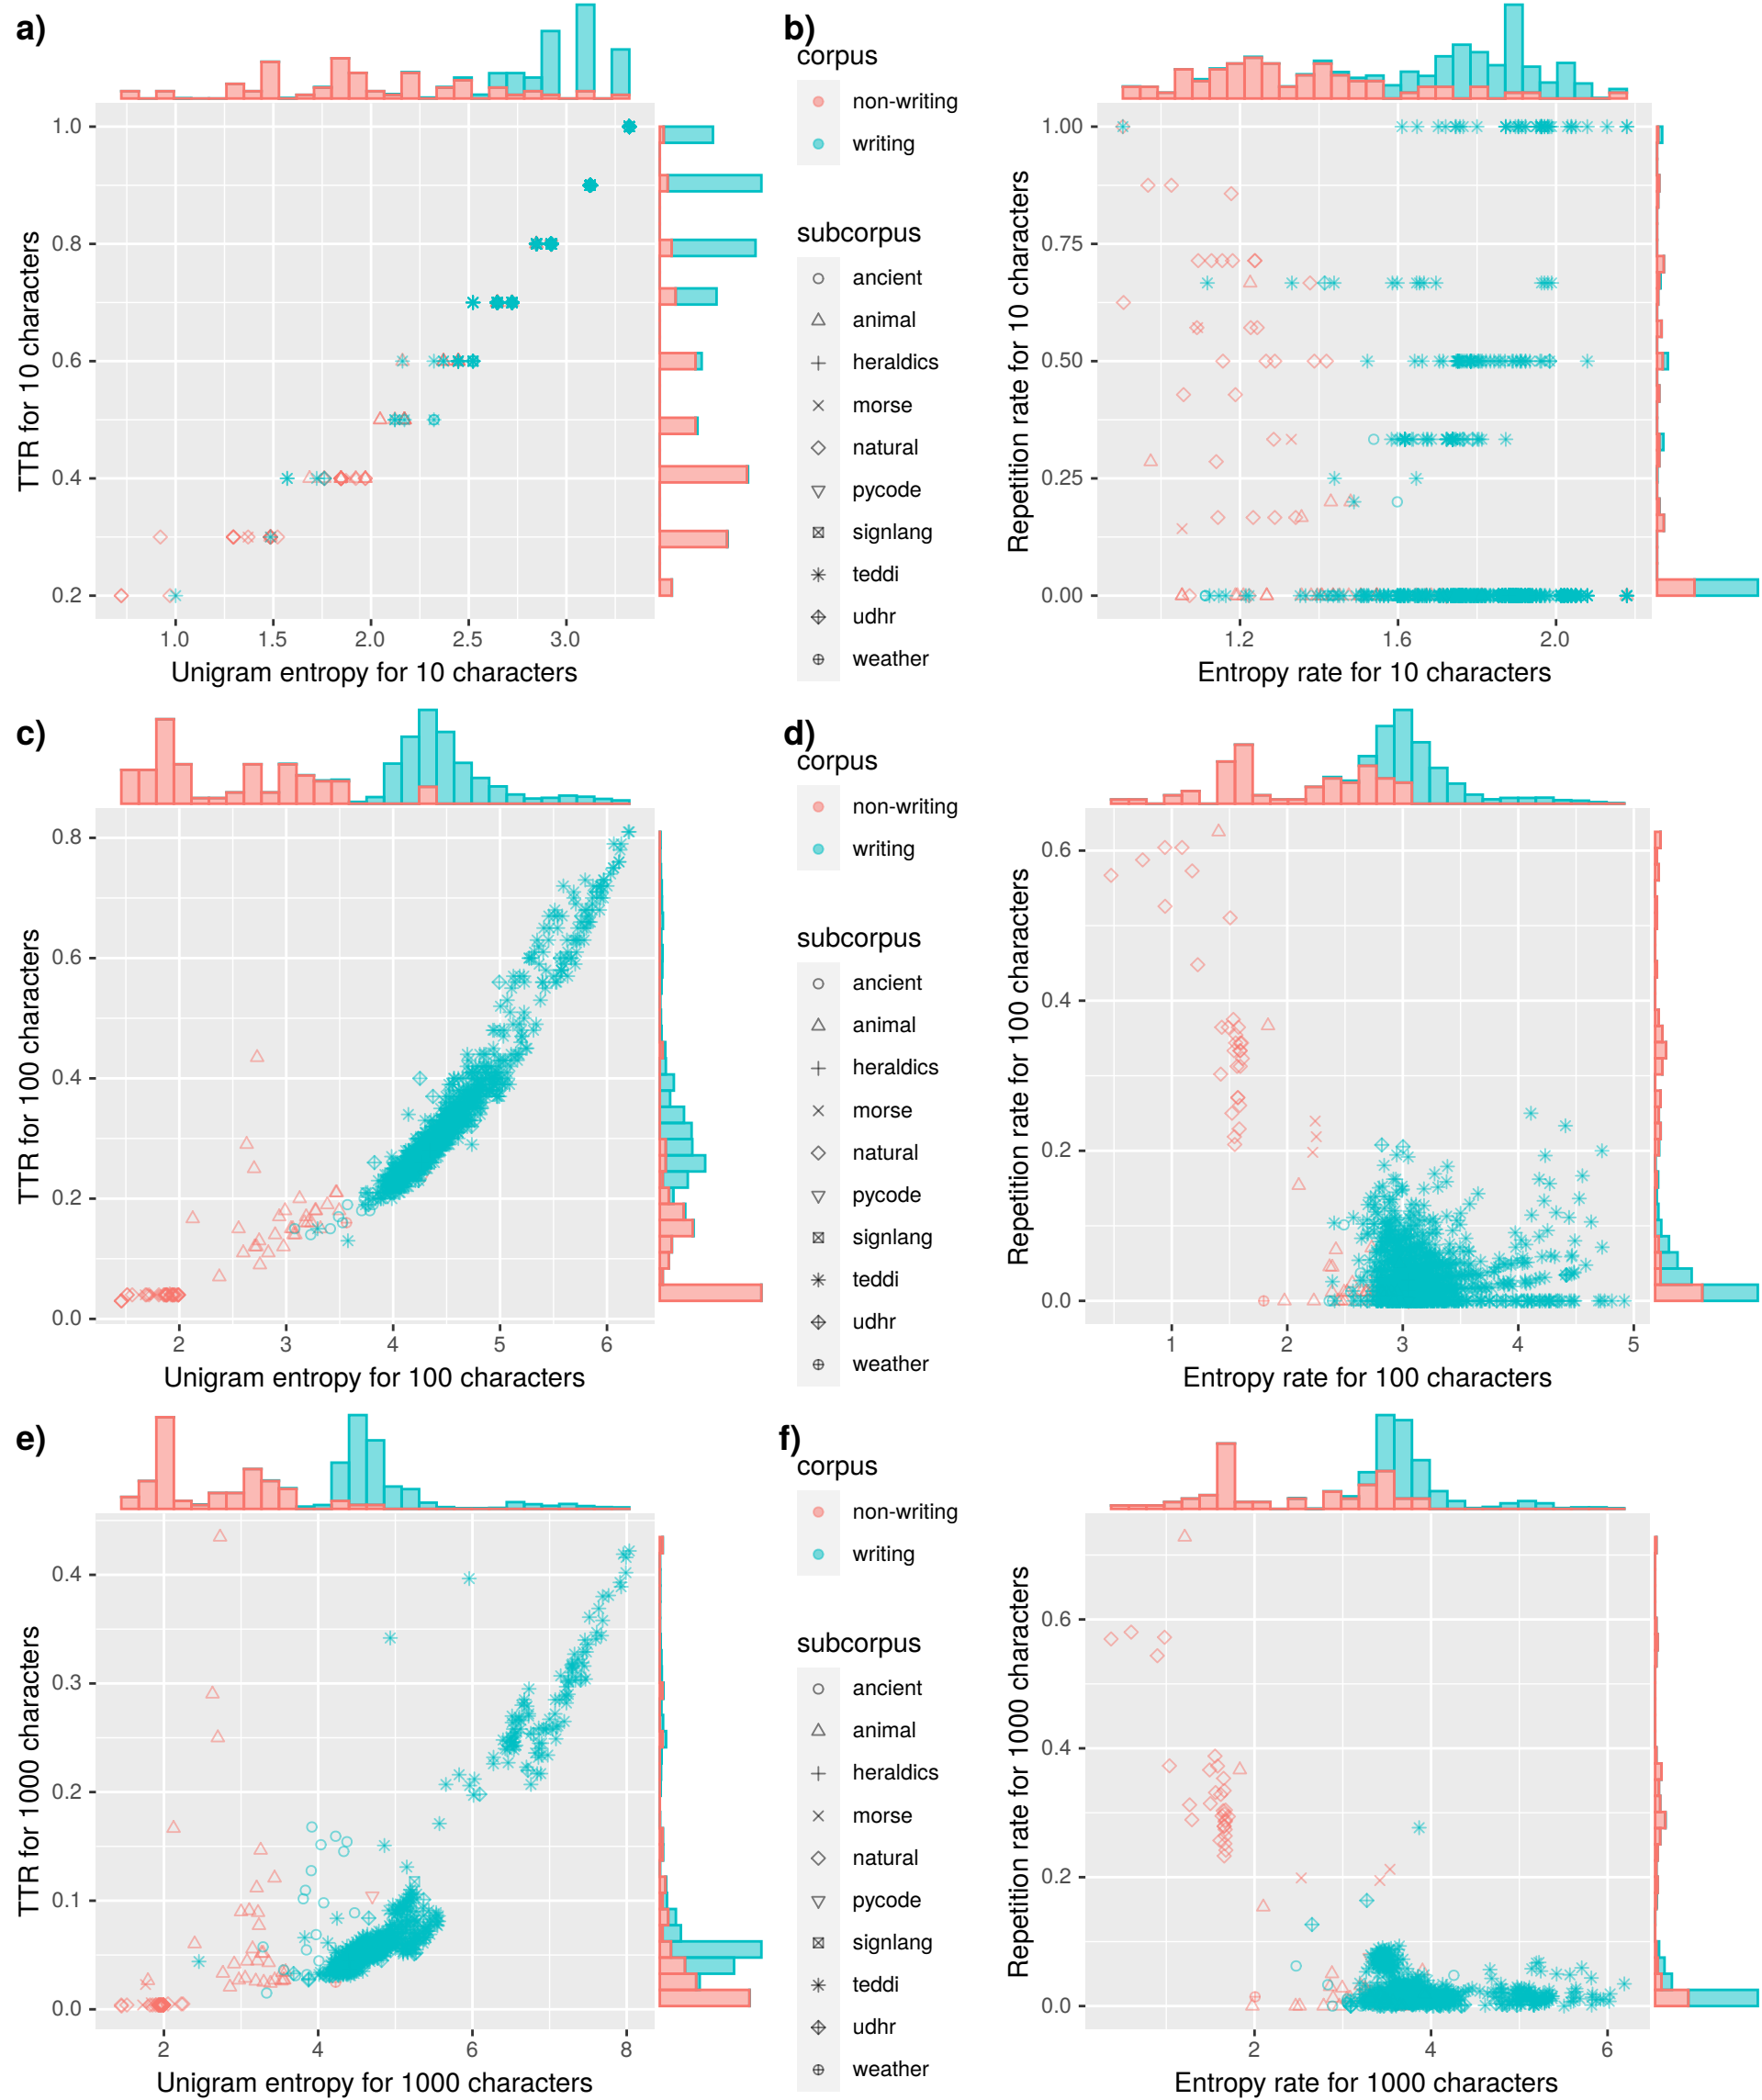 a)
1.0
0.8
0.6
0.4
0.2
TTR for 10 characters
1.0 1.5 2.0 2.5 3.0
Unigram entropy for 10 characters
b)
corpus
non-writing
writing
subcorpus
ancient
animal
heraldics
morse
natural
pycode
signlang
teddi
udhr
weather
1.00
0.75
0.50
0.25
0.00
Repetition rate for 10 characters
1.2 1.6 2.0
Entropy rate for 10 characters
c)
0.8
0.6
0.4
0.2
0.0
TTR for 100 characters
2 3 4 5 6
Unigram entropy for 100 characters
d)
corpus
non-writing
writing
subcorpus
ancient
animal
heraldics
morse
natural
pycode
signlang
teddi
udhr
weather
0.6
0.4
0.2
0.0
Repetition rate for 100 characters
1 2 3 4 5
Entropy rate for 100 characters
e)
0.4
0.3
0.2
0.1
0.0
TTR for 1000 characters
2 4 6 8
Unigram entropy for 1000 characters
f)
corpus
non-writing
writing
subcorpus
ancient
animal
heraldics
morse
natural
pycode
signlang
teddi
udhr
weather
0.6
0.4
0.2
0.0
Repetition rate for 1000 characters
2 4 6
Entropy rate for 1000 characters